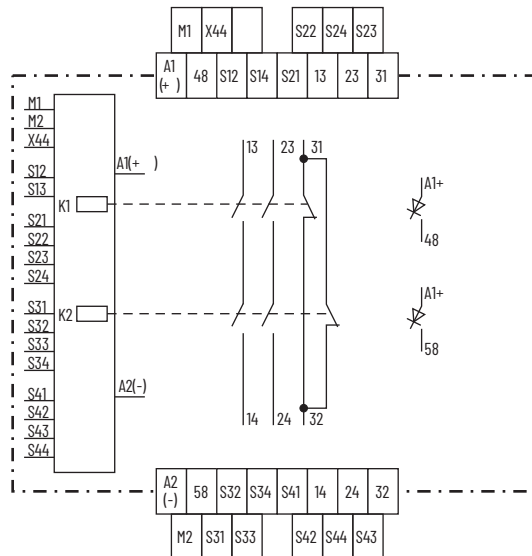 M1 X44 S22 S24 S23
A1 (+ ) 48 S12 S14 S21 13 23 31
M1
M2
X44
S12
S13
S21
S22
S23
S24
S31
S32
S33
S34
S41
S42
S43
S44
A1(+ )
K1
K2
A2(-)
13 23 31
14 24 32
A1+
48
A1+
58
A2 (-) 58 S32 S34 S41 14 24 32
M2 S31 S33 S42 S44 S43